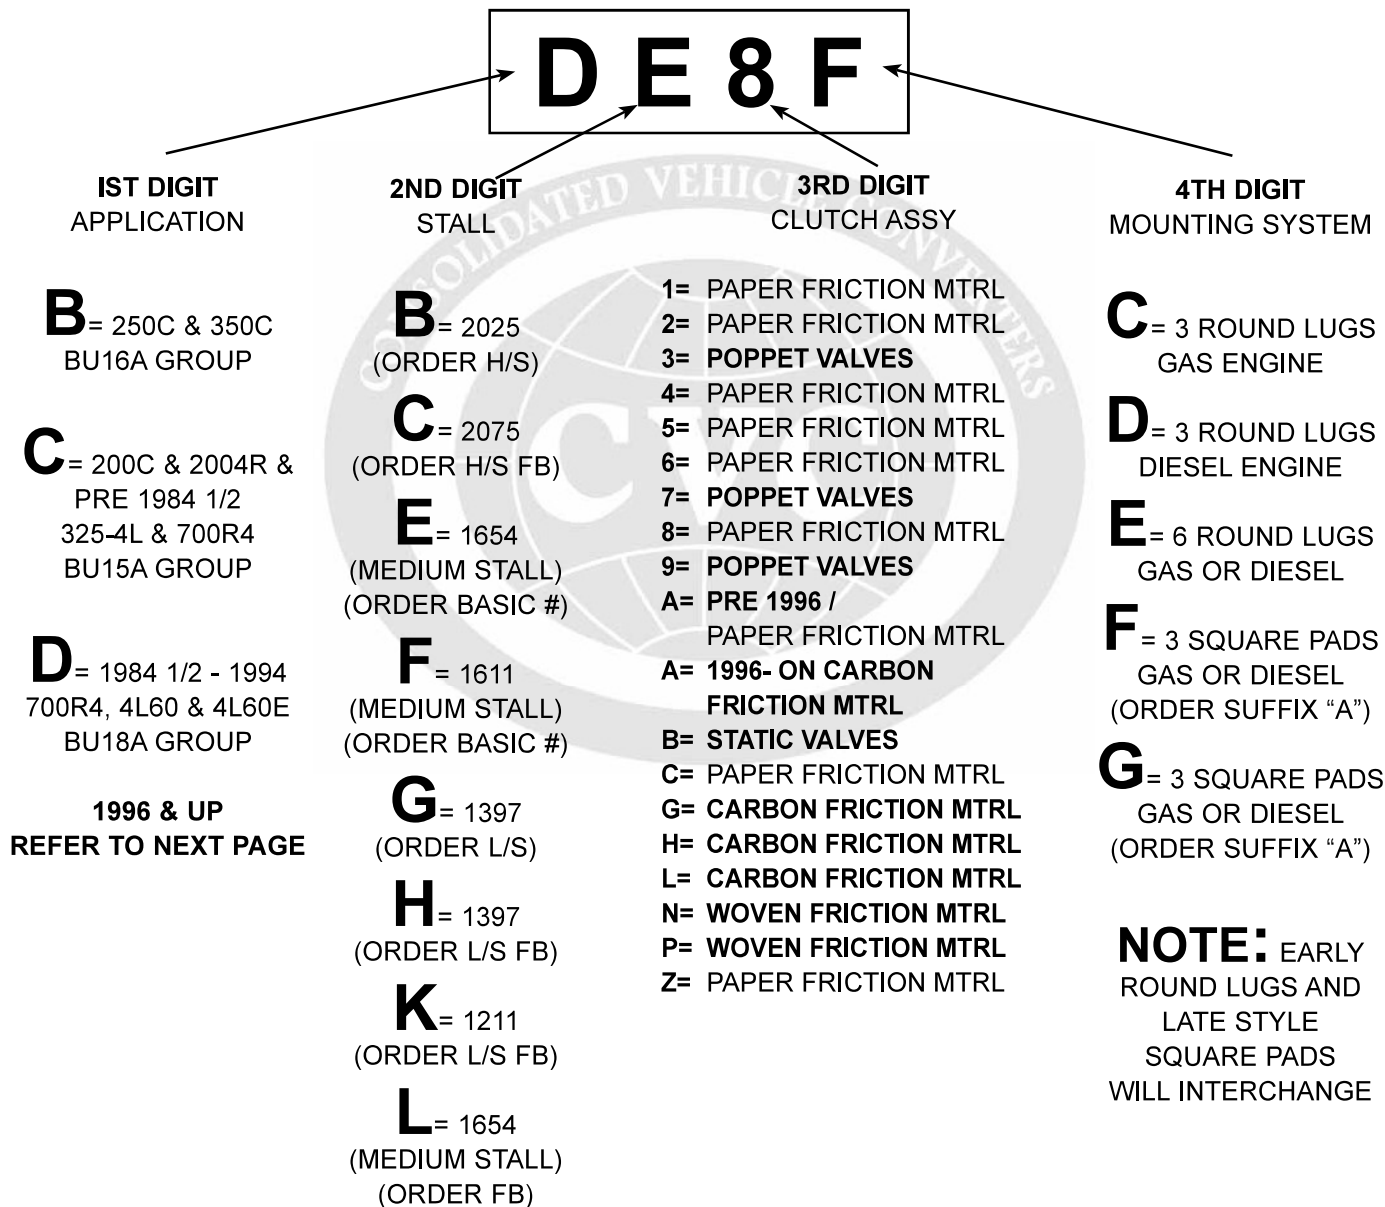 D E 8 F
IST DIGIT
APPLICATION
B= 250C & 350C
BU16A GROUP
C= 200C & 2004R &
PRE 1984 1/2
325-4L & 700R4
BU15A GROUP
D= 1984 1/2 - 1994
700R4, 4L60 & 4L60E
BU18A GROUP
1996 & UP
REFER TO NEXT PAGE
2ND DIGIT
STALL
B= 2025
(ORDER H/S)
C= 2075
(ORDER H/S FB)
E= 1654
(MEDIUM STALL)
(ORDER BASIC #)
F= 1611
(MEDIUM STALL)
(ORDER BASIC #)
G= 1397
(ORDER L/S)
H= 1397
(ORDER L/S FB)
K= 1211
(ORDER L/S FB)
L= 1654
(MEDIUM STALL)
(ORDER FB)
3RD DIGIT
CLUTCH ASSY
1= PAPER FRICTION MTRL
2= PAPER FRICTION MTRL
3= POPPET VALVES
4= PAPER FRICTION MTRL
5= PAPER FRICTION MTRL
6= PAPER FRICTION MTRL
7= POPPET VALVES
8= PAPER FRICTION MTRL
9= POPPET VALVES
A= PRE 1996 /
PAPER FRICTION MTRL
A= 1996- ON CARBON
FRICTION MTRL
B= STATIC VALVES
C= PAPER FRICTION MTRL
G= CARBON FRICTION MTRL
H= CARBON FRICTION MTRL
L= CARBON FRICTION MTRL
N= WOVEN FRICTION MTRL
P= WOVEN FRICTION MTRL
Z= PAPER FRICTION MTRL
4TH DIGIT
MOUNTING SYSTEM
C= 3 ROUND LUGS
GAS ENGINE
D= 3 ROUND LUGS
DIESEL ENGINE
E= 6 ROUND LUGS
GAS OR DIESEL
F= 3 SQUARE PADS
GAS OR DIESEL
(ORDER SUFFIX “A”)
G= 3 SQUARE PADS
GAS OR DIESEL
(ORDER SUFFIX “A”)
NOTE: EARLY
ROUND LUGS AND
LATE STYLE
SQUARE PADS
WILL INTERCHANGE
CONSOLIDATED VEHICLE CONVERTERS
CVC